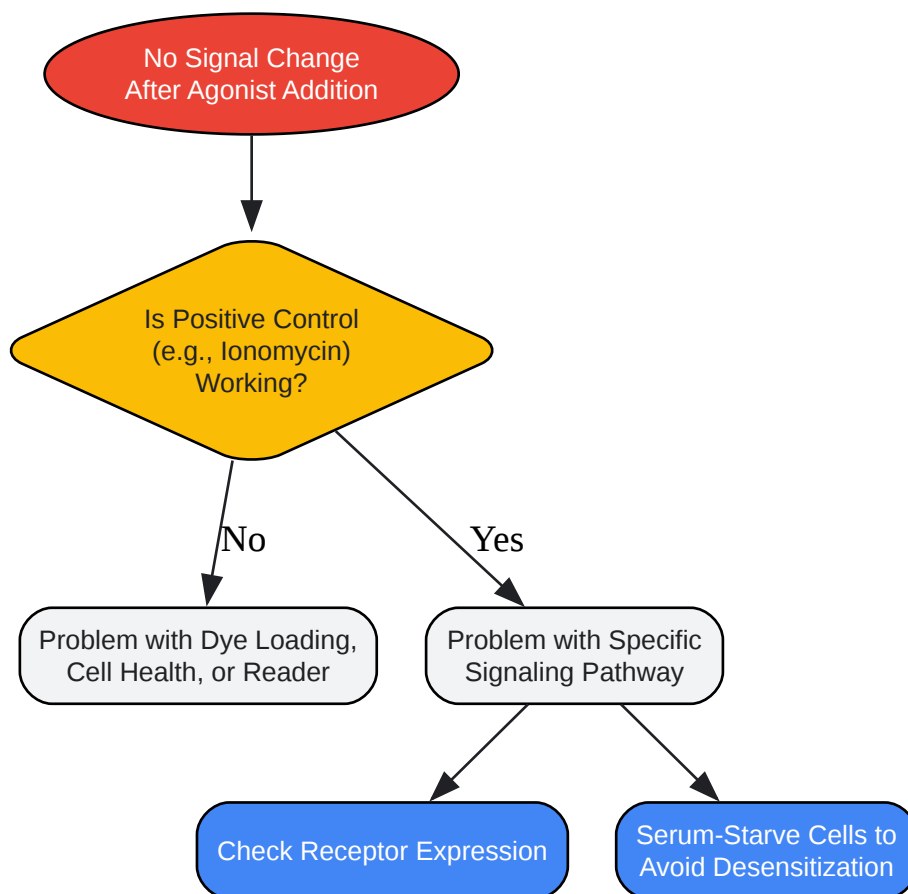 No Signal Change
After Agonist Addition
Is Positive Control
(e.g., Ionomycin)
Working?
No
Yes
Problem with Dye Loading,
Cell Health, or Reader
Problem with Specific
Signaling Pathway
Check Receptor Expression
Serum-Starve Cells to
Avoid Desensitization